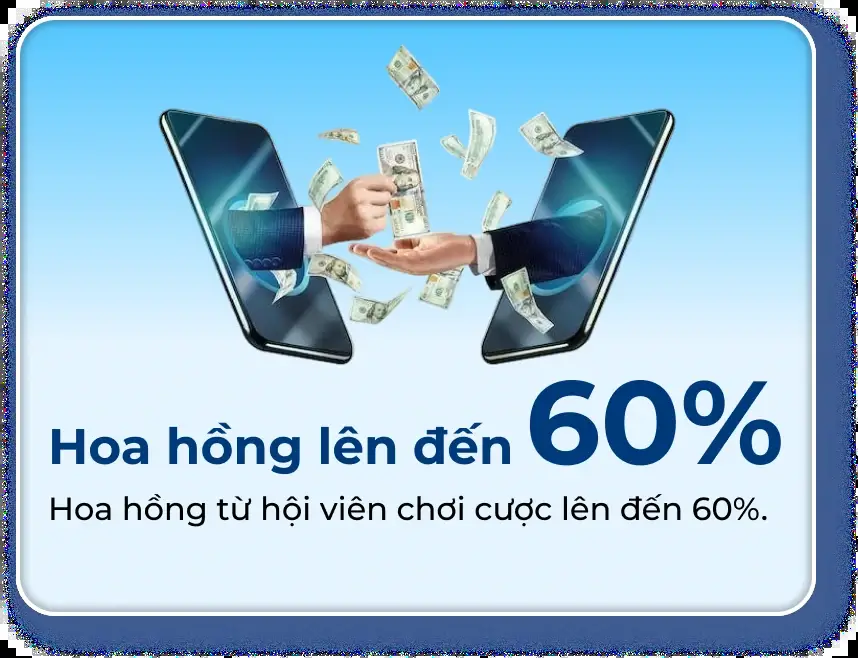 Hoa hồng lên đến 60%
Hoa hồng từ hội viên chơi cược lên đến 60%.